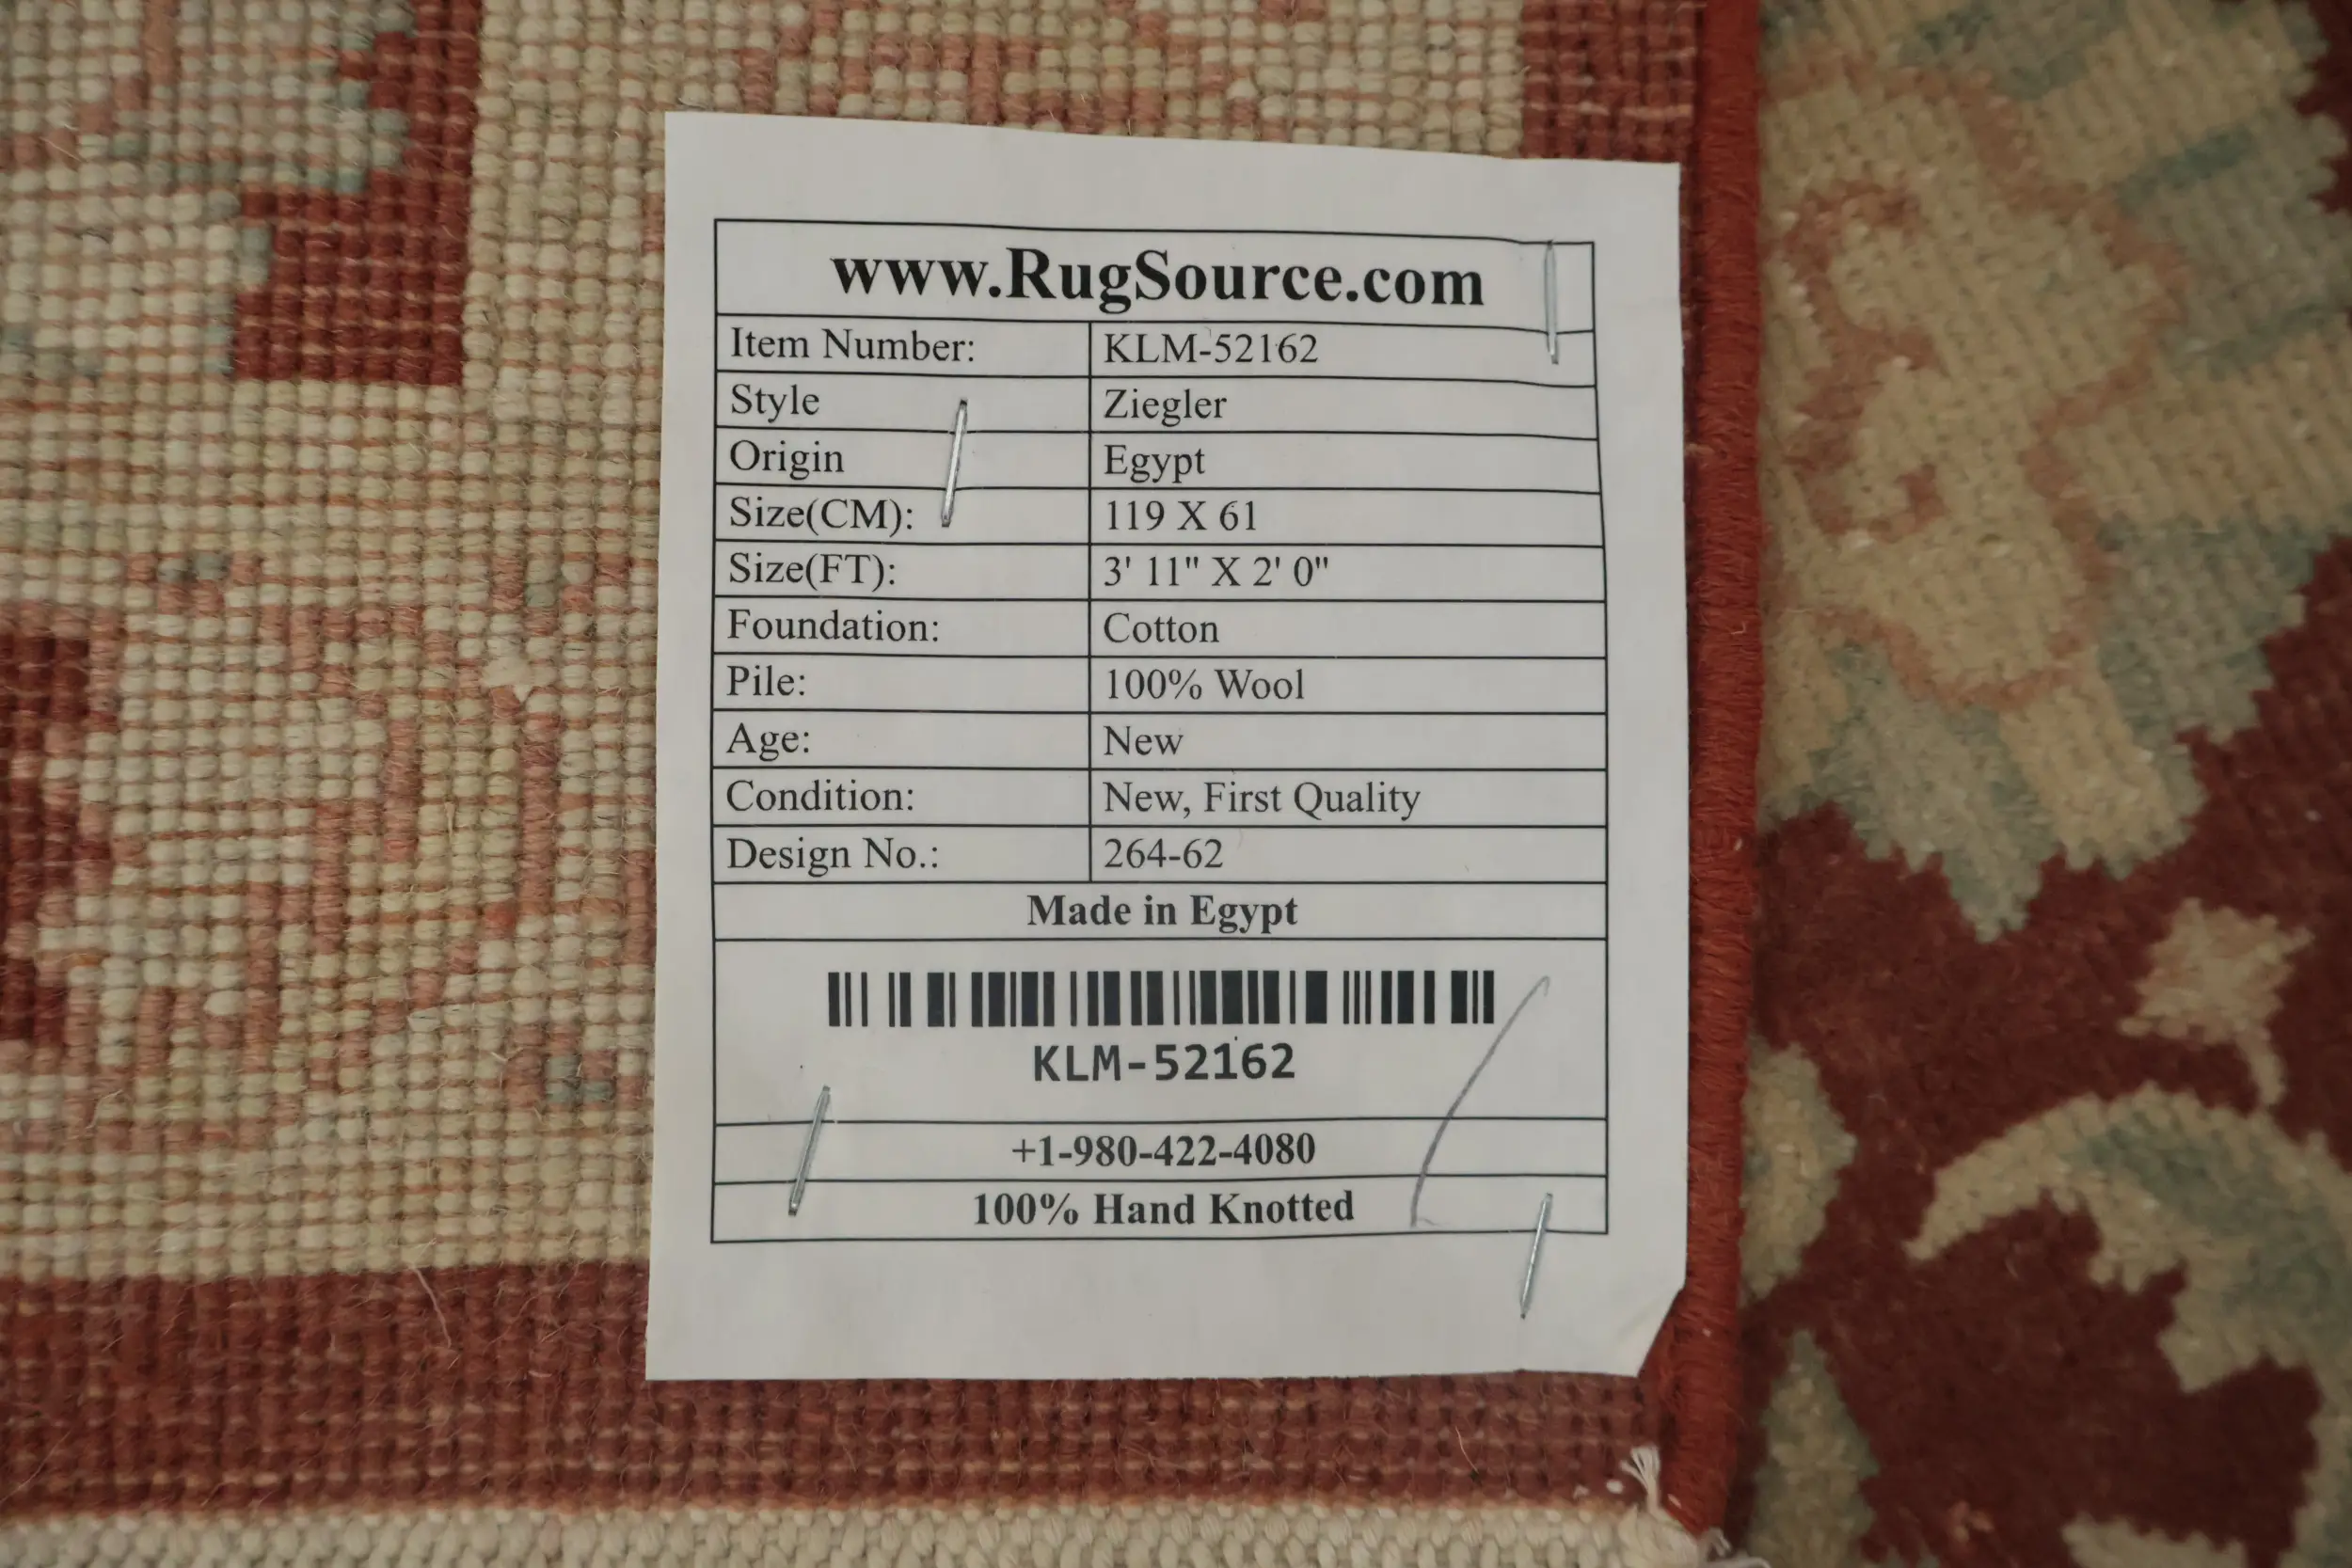 www.RugSource.com
Item Number: KLM-52162
Style Ziegler
Origin Egypt
Size(CM): 119 X 61
Size(FT): 3' 11" X 2' 0"
Foundation: Cotton
Pile: 100% Wool
Age: New
Condition: New, First Quality
Design No.: 264-62
Made in Egypt
KLM-52162
+1-980-422-4080
100% Hand Knotted